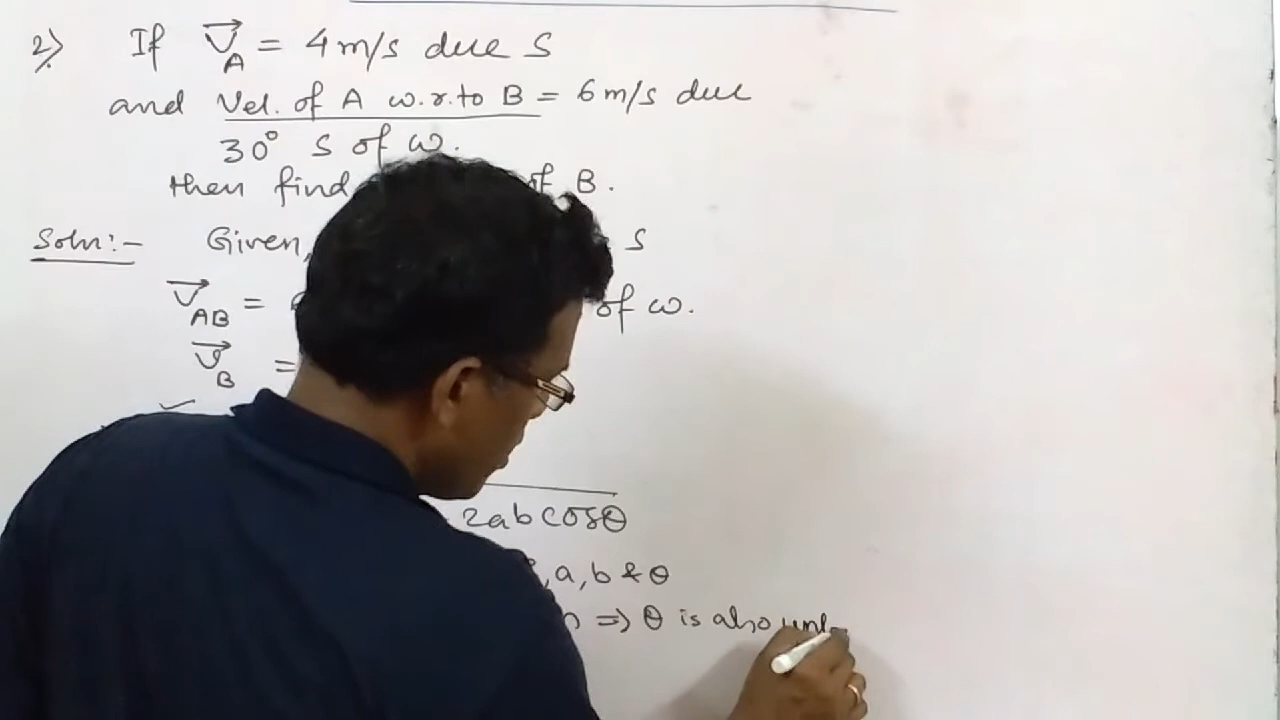 2) If V⃗A = 4 m/s due S
and Vel. of A w.r.to B = 6 m/s due
30° S of W.
then find of B.
Soln:- Given, S
V⃗AB = of W.
V⃗B =
2ab cosθ
, a, b & θ
=> θ is also